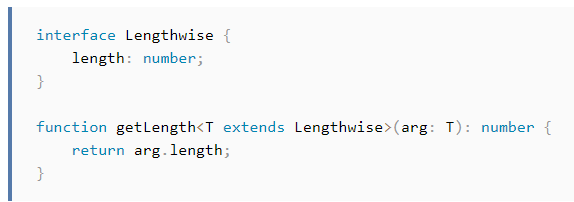 interface Lengthwise {
    length: number;
}

function getLength<T extends Lengthwise>(arg: T): number {
    return arg.length;
}